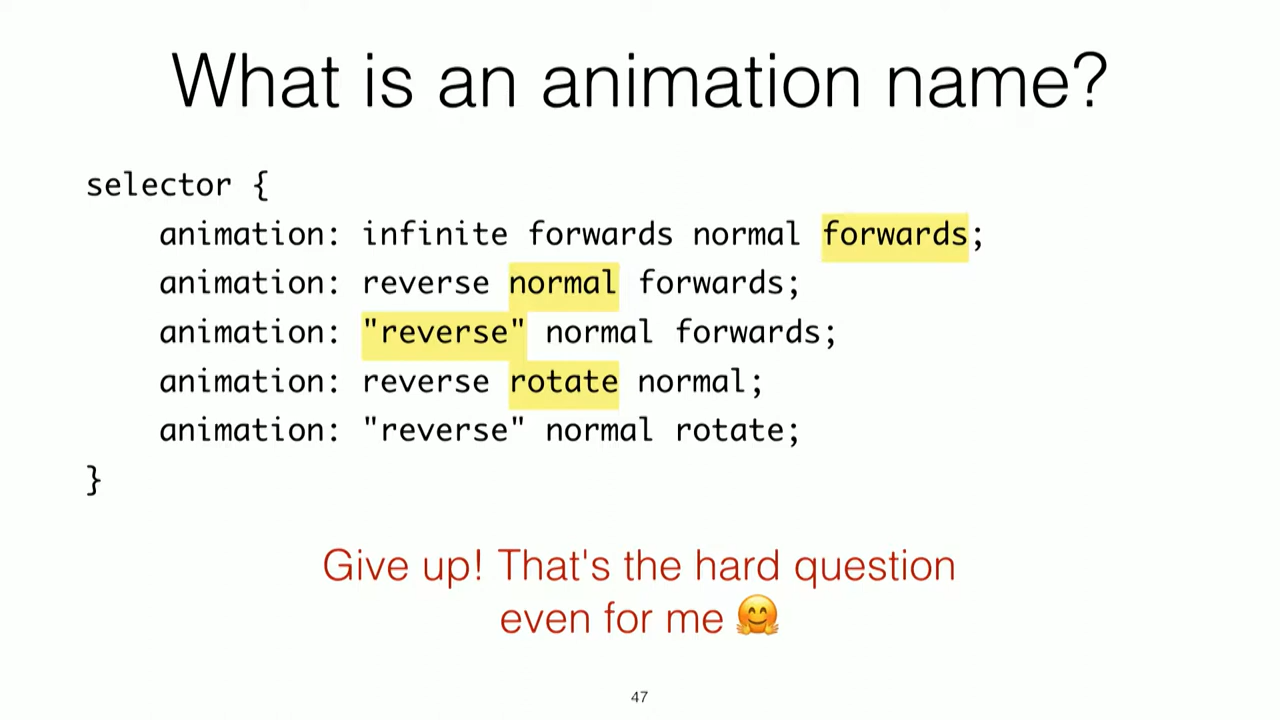 What is an animation name?
selector {
    animation: infinite forwards normal forwards;
    animation: reverse normal forwards;
    animation: "reverse" normal forwards;
    animation: reverse rotate normal;
    animation: "reverse" normal rotate;
}
Give up! That's the hard question
even for me 🤗
47